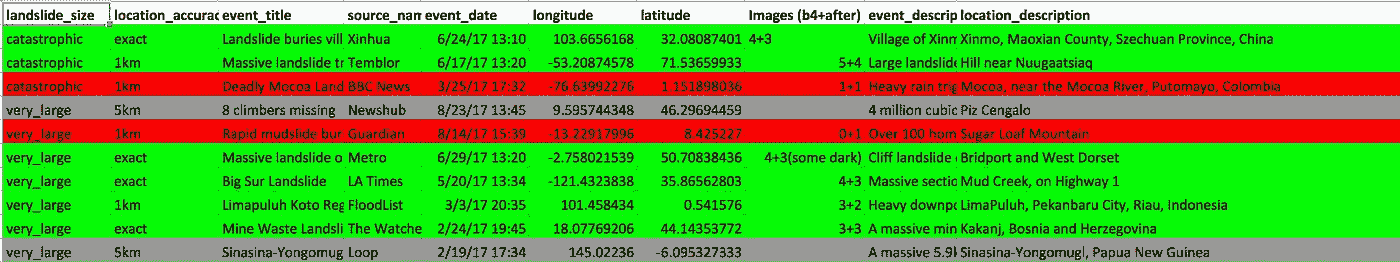 landslide_size location_accurac event_title source_nan event_date longitude latitude Images (b4+after) event_descrip location_description
catastrophic exact Landslide buries vill Xinhua 6/24/17 13:10 103.6656168 32.08087401 4+3 Village of Xinm Xinmo, Maoxian County, Szechuan Province, China
catastrophic 1km Massive landslide tr Temblor 6/17/17 13:20 -53.20874578 71.53659933 5+4 Large landslid Hill near Nuugaatsiaq
catastrophic 1km Deadly Mocoa Land BBC News 3/25/17 17:32 -76.63992276 1.151898036 1+1 Heavy rain trig Mocoa, near the Mocoa River, Putomayo, Colombia
very_large 5km 8 climbers missing Newshub 8/23/17 13:45 9.595744348 46.29694459 4 million cubic Piz Cengalo
very_large 1km Rapid mudslide bur Guardian 8/14/17 15:39 -13.22917996 8.425227 0+1 Over 100 hom Sugar Loaf Mountain
very_large exact Massive landslide o Metro 6/29/17 13:20 -2.758021539 50.70838436 4+3(some dark) Cliff landslide Bridport and West Dorset
very_large exact Big Sur Landslide LA Times 5/20/17 13:34 -121.4323838 35.86562803 4+3 Massive sectio Mud Creek, on Highway 1
very_large 1km Limapuluh Koto Reg FloodList 3/3/17 20:35 101.458434 0.541576 3+2 Heavy downpo LimaPuluh, Pekanbaru City, Riau, Indonesia
very_large exact Mine Waste Landsli The Watche 2/24/17 19:45 18.07769206 44.14353772 3+3 A massive min Kakanj, Bosnia and Herzegovina
very_large 5km Sinasina-Yongomug Loop 2/19/17 17:34 145.02236 -6.095327333 A massive 5.9 Sinasina-Yongomugl, Papua New Guinea